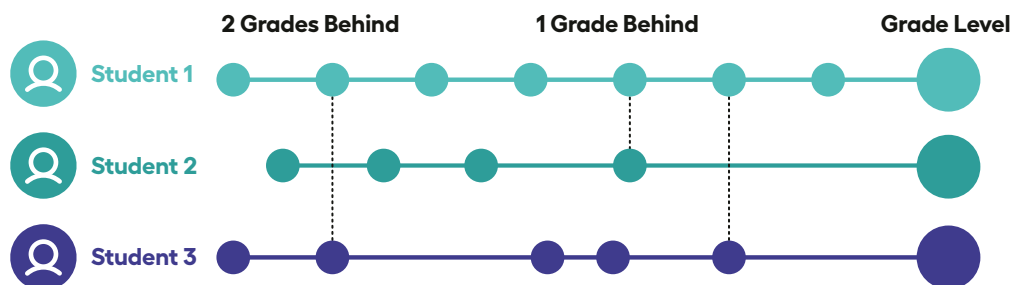 2 Grades Behind 1 Grade Behind Grade Level
Student 1
Student 2
Student 3